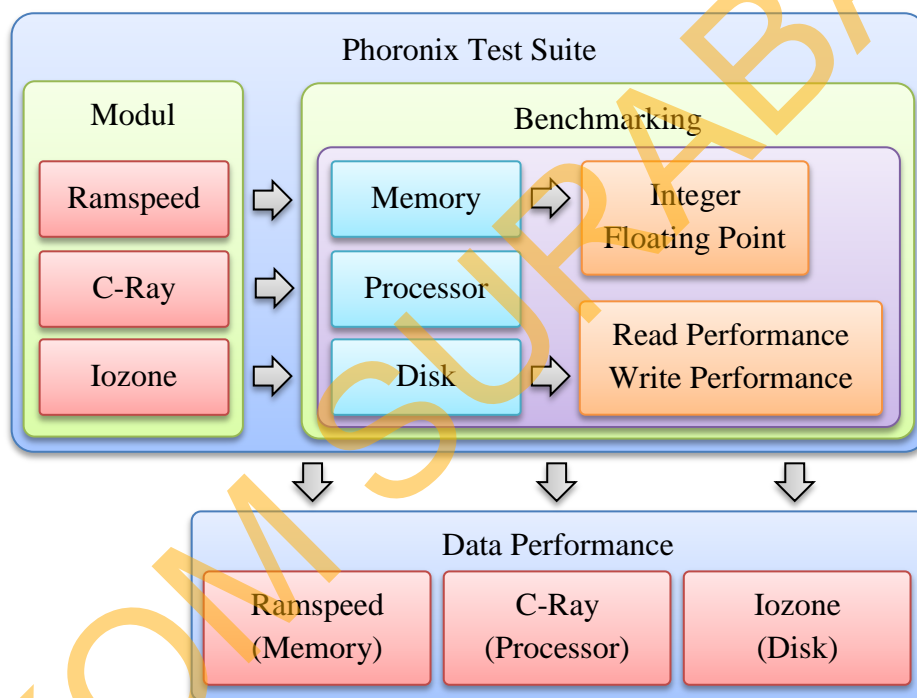 Phoronix Test Suite
Modul
Benchmarking
Ramspeed
Memory
Integer
Floating Point
C-Ray
Processor
Iozone
Disk
Read Performance
Write Performance
Data Performance
Ramspeed
(Memory)
C-Ray
(Processor)
Iozone
(Disk)